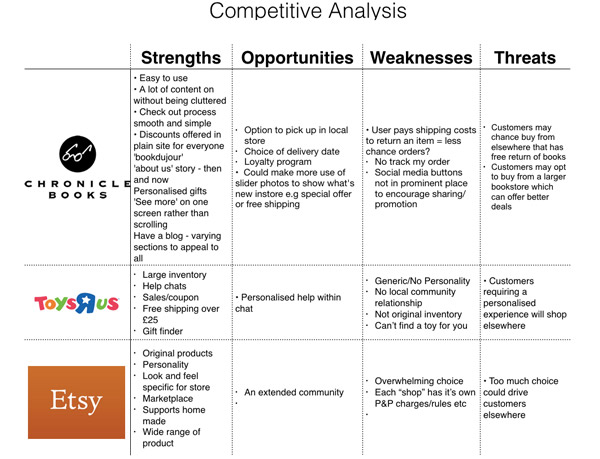 Competitive Analysis
Strengths
Opportunities
Weaknesses
Threats
CHRONICLE
BOOKS
• Easy to use
• A lot of content on
without being cluttered
• Check out process
smooth and simple
• Discounts offered in
plain site for everyone
'bookdujour'
'about us' story - then
and now
Personalised gifts
'See more' on one
screen rather than
scrolling
Have a blog - varying
sections to appeal to
all
· Option to pick up in local
store
· Choice of delivery date
· Loyalty program
· Could make more use of
slider photos to show what's
new instore e.g special offer
or free shipping
• User pays shipping costs
to return an item = less
chance orders?
· No track my order
· Social media buttons
not in prominent place
to encourage sharing/
promotion
· Customers may
chance buy from
elsewhere that has
free return of books
· Customers may opt
to buy from a larger
bookstore which
can offer better
deals
ToysRus
· Large inventory
· Help chats
· Sales/coupon
· Free shipping over
£25
· Gift finder
• Personalised help within
chat
· Generic/No Personality
· No local community
relationship
· Not original inventory
· Can't find a toy for you
• Customers
requiring a
personalised
experience will shop
elsewhere
Etsy
· Original products
· Personality
· Look and feel
specific for store
· Marketplace
· Supports home
made
· Wide range of
product
· An extended community
·
· Overwhelming choice
· Each "shop" has it's own
P&P charges/rules etc
·
• Too much choice
could drive
customers
elsewhere